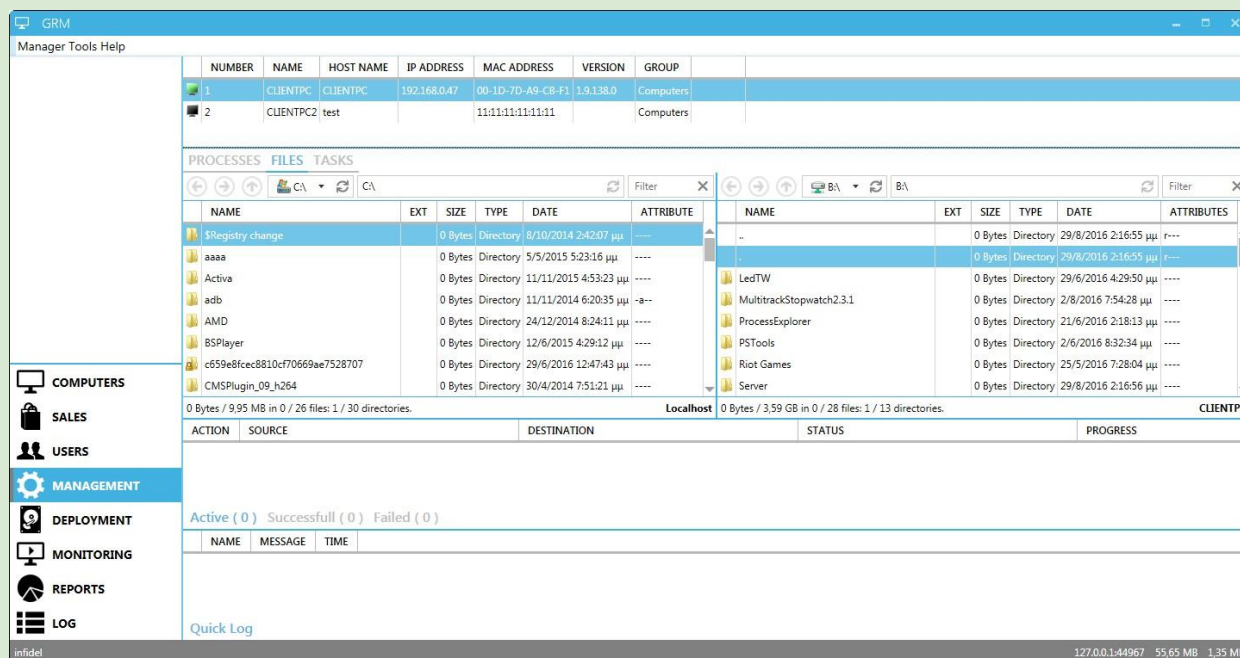 GRM
Manager Tools Help
NUMBER NAME HOST NAME IP ADDRESS MAC ADDRESS VERSION GROUP
1 CLIENTPC CLIENTPC 192.168.0.47 00-1D-7D-A9-C8-F1 1.9.138.0 Computers
2 CLIENTPC2 test 11:11:11:11:11:11 Computers
PROCESSES FILES TASKS
C:\ C:\ Filter
NAME EXT SIZE TYPE DATE ATTRIBUTE
$Registry change 0 Bytes Directory 8/10/2014 2:42:07 μμ ----
aaaa 0 Bytes Directory 5/5/2015 5:23:16 μμ ----
Activa 0 Bytes Directory 11/11/2015 4:53:23 μμ ----
adb 0 Bytes Directory 11/11/2014 6:20:35 μμ -a--
AMD 0 Bytes Directory 24/12/2014 8:24:11 μμ ----
BSPlayer 0 Bytes Directory 12/6/2015 4:29:12 μμ ----
c659e8fcec8810cf70669ae7528707 0 Bytes Directory 29/6/2016 12:47:43 μμ ----
CMSPlugin_09_h264 0 Bytes Directory 30/4/2014 7:51:21 μμ ----
0 Bytes / 9,95 MB in 0 / 26 files: 1 / 30 directories. Localhost
B:\ B:\ Filter
NAME EXT SIZE TYPE DATE ATTRIBUTES
.. 0 Bytes Directory 29/8/2016 2:16:55 μμ r---
. 0 Bytes Directory 29/8/2016 2:16:55 μμ r---
LedTW 0 Bytes Directory 29/6/2016 4:29:50 μμ ----
MultitrackStopwatch2.3.1 0 Bytes Directory 2/8/2016 7:54:28 μμ ----
ProcessExplorer 0 Bytes Directory 21/6/2016 2:18:13 μμ ----
PSTools 0 Bytes Directory 2/6/2016 8:32:34 μμ ----
Riot Games 0 Bytes Directory 25/5/2016 7:28:04 μμ ----
Server 0 Bytes Directory 29/8/2016 2:16:56 μμ ----
0 Bytes / 3,59 GB in 0 / 28 files: 1 / 13 directories. CLIENTP
ACTION SOURCE DESTINATION STATUS PROGRESS
Active ( 0 ) Successfull ( 0 ) Failed ( 0 )
NAME MESSAGE TIME
Quick Log
COMPUTERS
SALES
USERS
MANAGEMENT
DEPLOYMENT
MONITORING
REPORTS
LOG
infidel 127.0.0.1:44967 55,65 MB 1,35 M